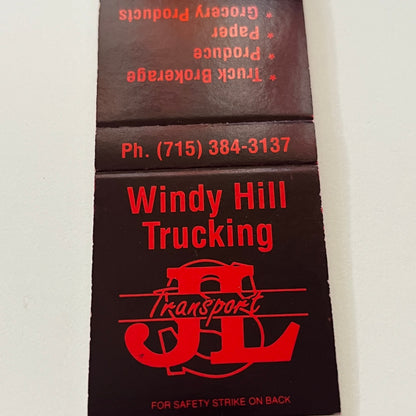 * Truck Brokerage
* Produce
* Paper
* Grocery Products
Ph. (715) 384-3137
Windy Hill
Trucking
JSL
Transport
FOR SAFETY STRIKE ON BACK